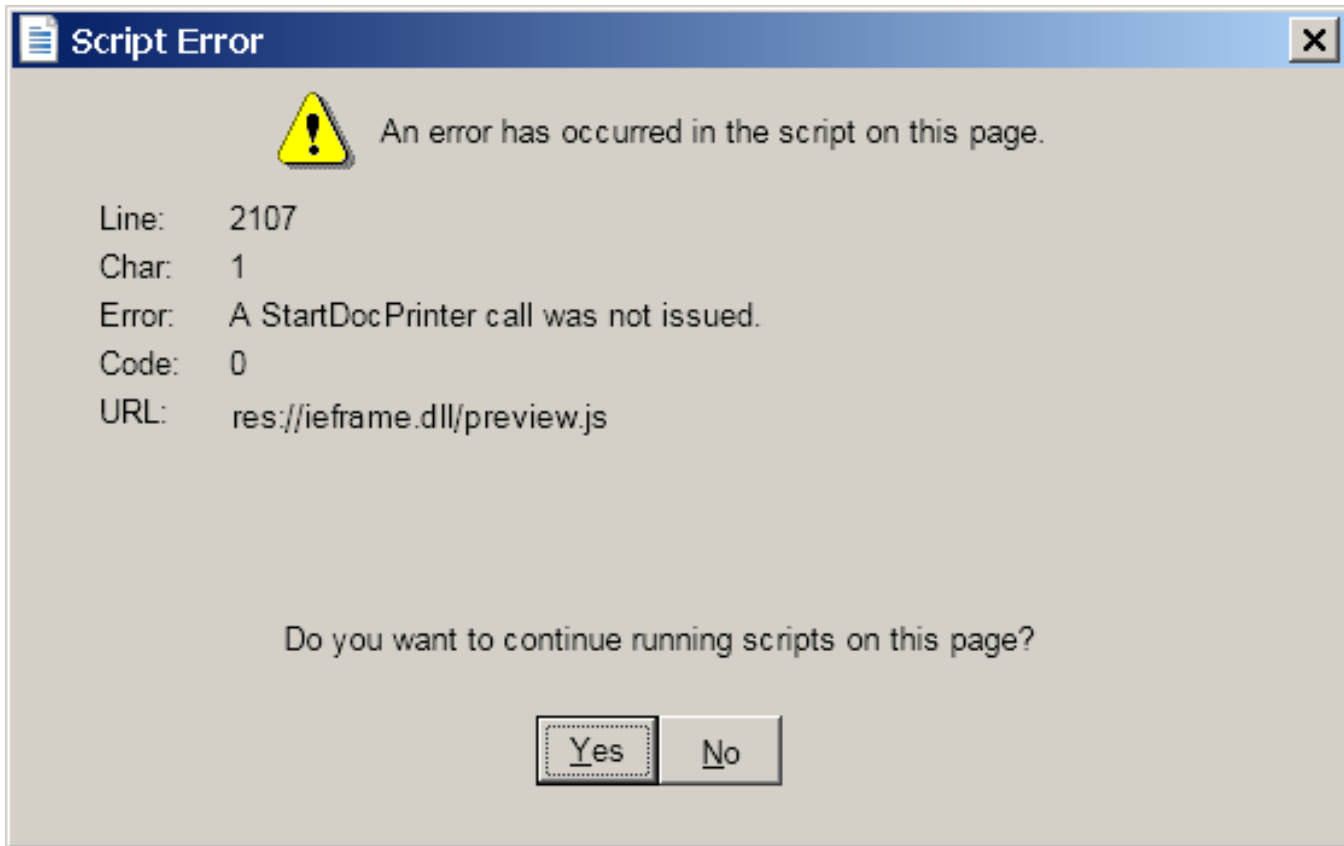 Script Error
An error has occurred in the script on this page.
Line: 2107
Char: 1
Error: A StartDocPrinter call was not issued.
Code: 0
URL: res://ieframe.dll/preview.js
Do you want to continue running scripts on this page?
Yes No